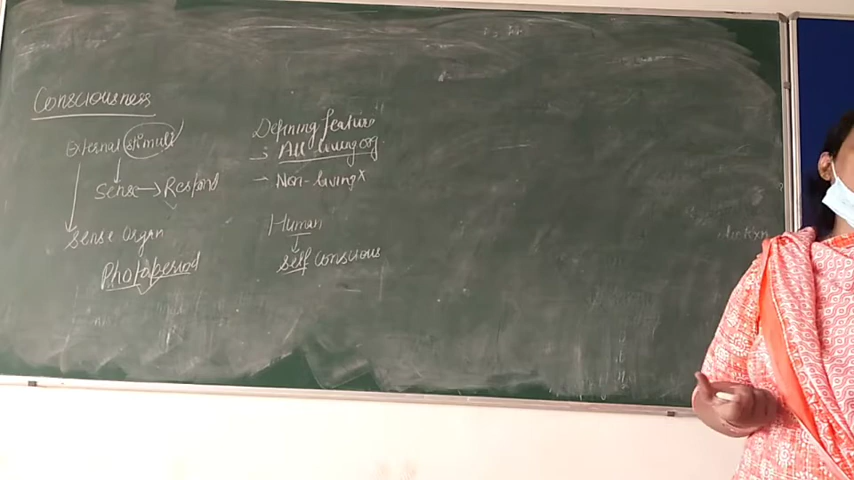 Consciousness
External stimuli
Sense → Respond
Sense Organ
Photoperiod
Defining feature
→ All living org.
→ Non-living x
Human
self conscious